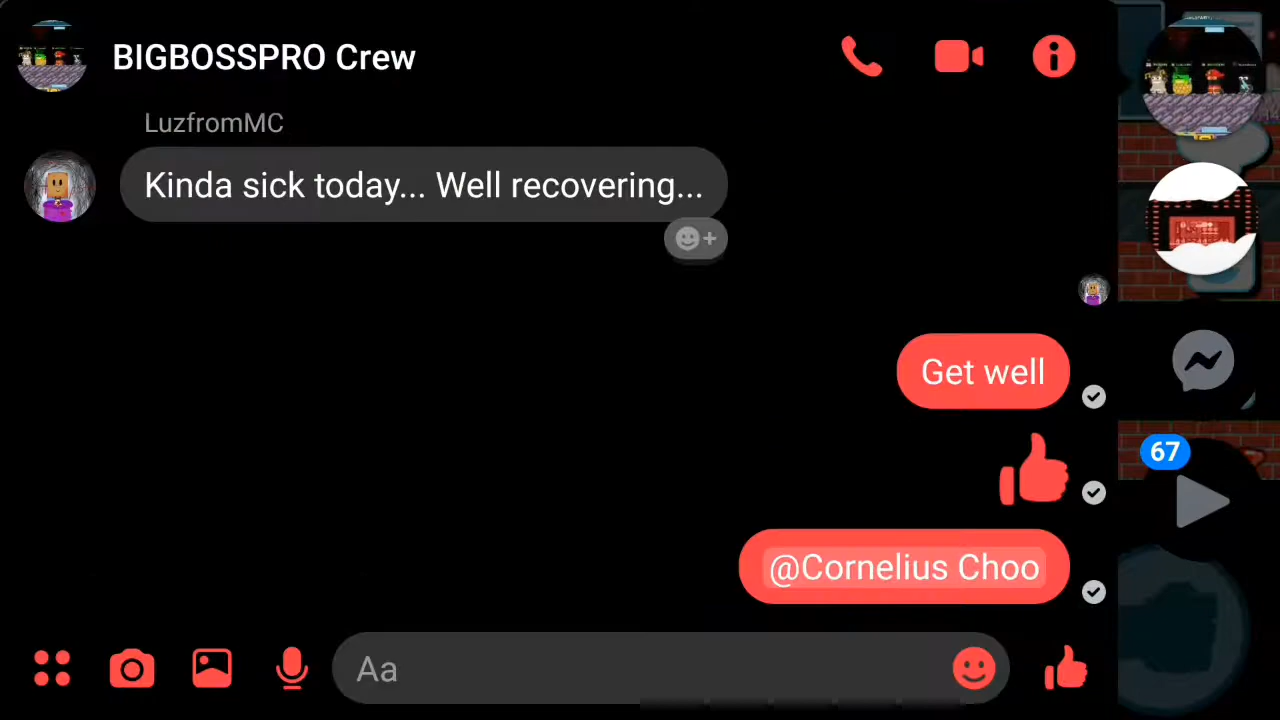 BIGBOSSPRO Crew
LuzfromMC
Kinda sick today... Well recovering...
Get well
@Cornelius Choo
67
Aa